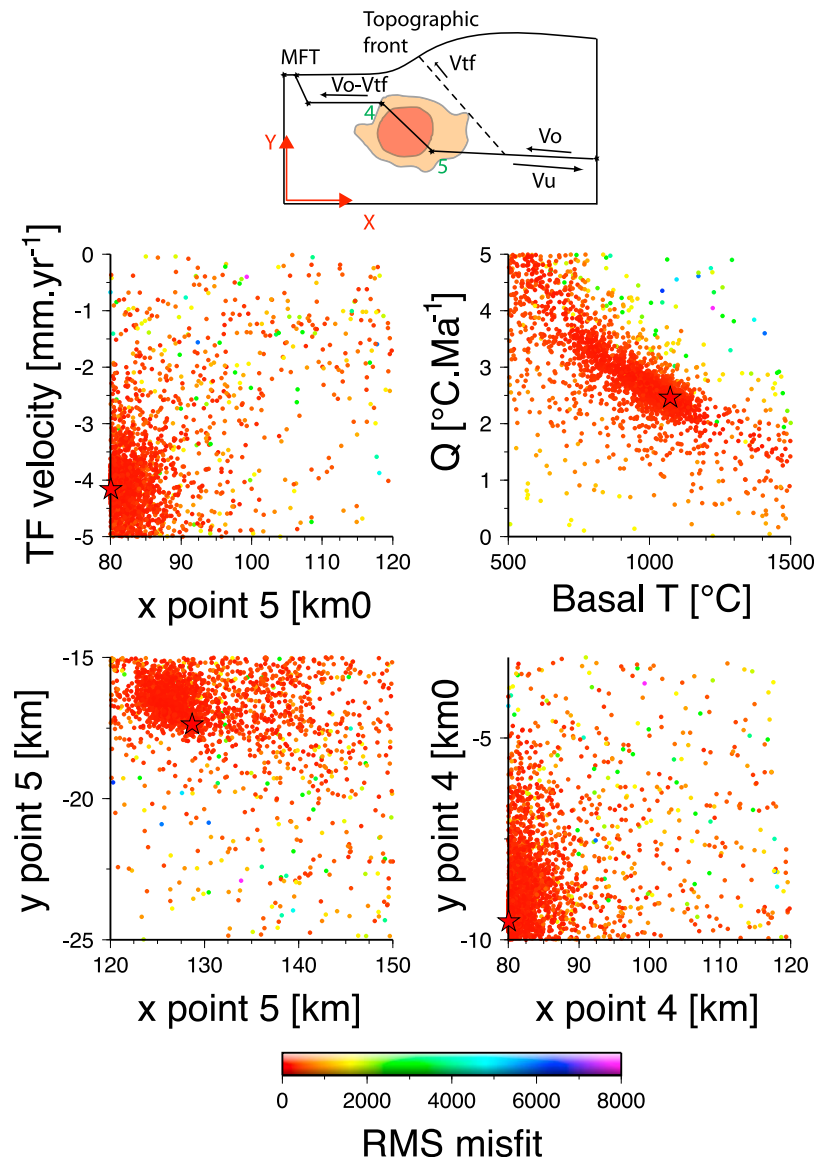 Topographic
front
MFT
Vtf
Vo-Vtf
4
Vo
Y
5
Vu
X
TF velocity [mm.yr-1]
0
-1
-2
-3
-4
-5
80 90 100 110 120
x point 5 [km0
Q [°C.Ma-1]
5
4
3
2
1
0
500 1000 1500
Basal T [°C]
y point 5 [km]
-15
-20
-25
120 130 140 150
x point 5 [km]
y point 4 [km0
-5
-10
80 90 100 110 120
x point 4 [km]
0 2000 4000 6000 8000
RMS misfit